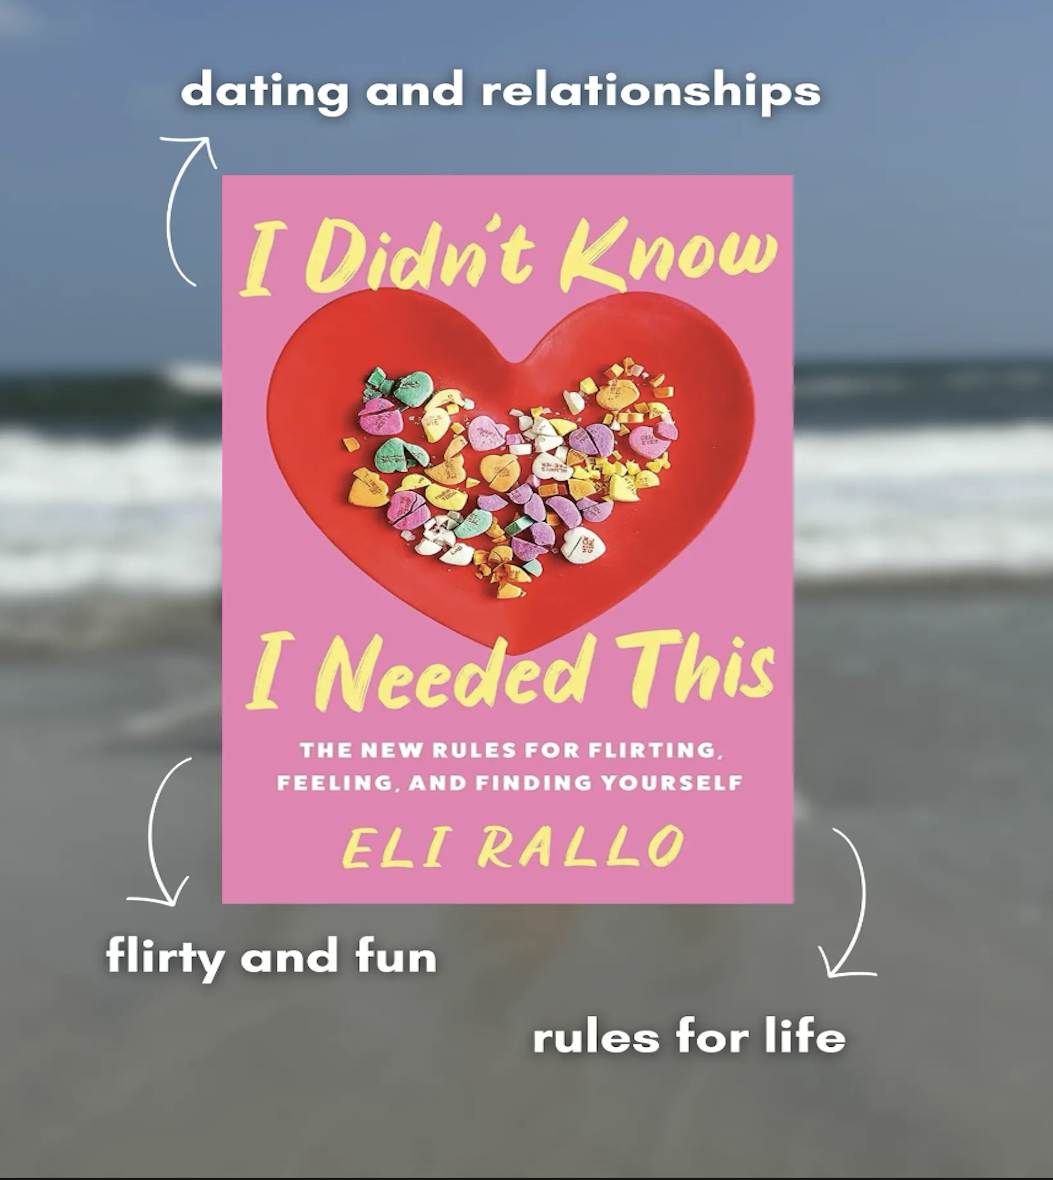 dating and relationships
I Didn't Know
I Needed This
THE NEW RULES FOR FLIRTING,
FEELING, AND FINDING YOURSELF
ELI RALLO
flirty and fun
rules for life